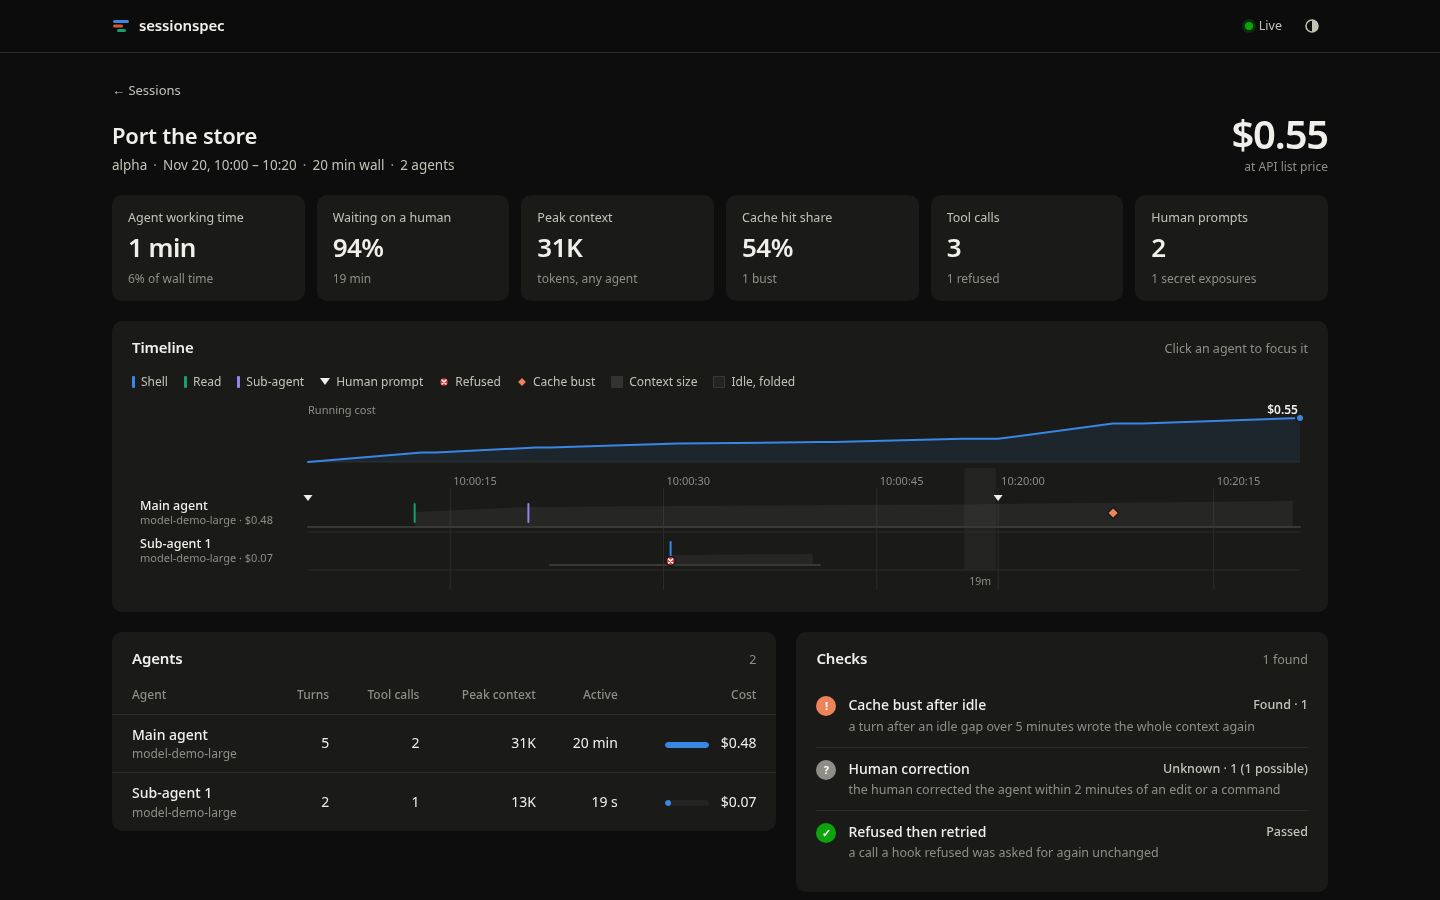 sessionspec
Live
← Sessions
Port the store
alpha · Nov 20, 10:00 – 10:20 · 20 min wall · 2 agents
$0.55
at API list price
Agent working time
1 min
6% of wall time
Waiting on a human
94%
19 min
Peak context
31K
tokens, any agent
Cache hit share
54%
1 bust
Tool calls
3
1 refused
Human prompts
2
1 secret exposures
Timeline
Click an agent to focus it
Shell Read Sub-agent Human prompt Refused Cache bust Context size Idle, folded
Running cost
$0.55
10:00:15 10:00:30 10:00:45 10:20:00 10:20:15
Main agent
model-demo-large · $0.48
Sub-agent 1
model-demo-large · $0.07
19m
Agents 2
Agent Turns Tool calls Peak context Active Cost
Main agent
model-demo-large
5 2 31K 20 min $0.48
Sub-agent 1
model-demo-large
2 1 13K 19 s $0.07
Checks 1 found
! Cache bust after idle Found · 1
a turn after an idle gap over 5 minutes wrote the whole context again
? Human correction Unknown · 1 (1 possible)
the human corrected the agent within 2 minutes of an edit or a command
✓ Refused then retried Passed
a call a hook refused was asked for again unchanged